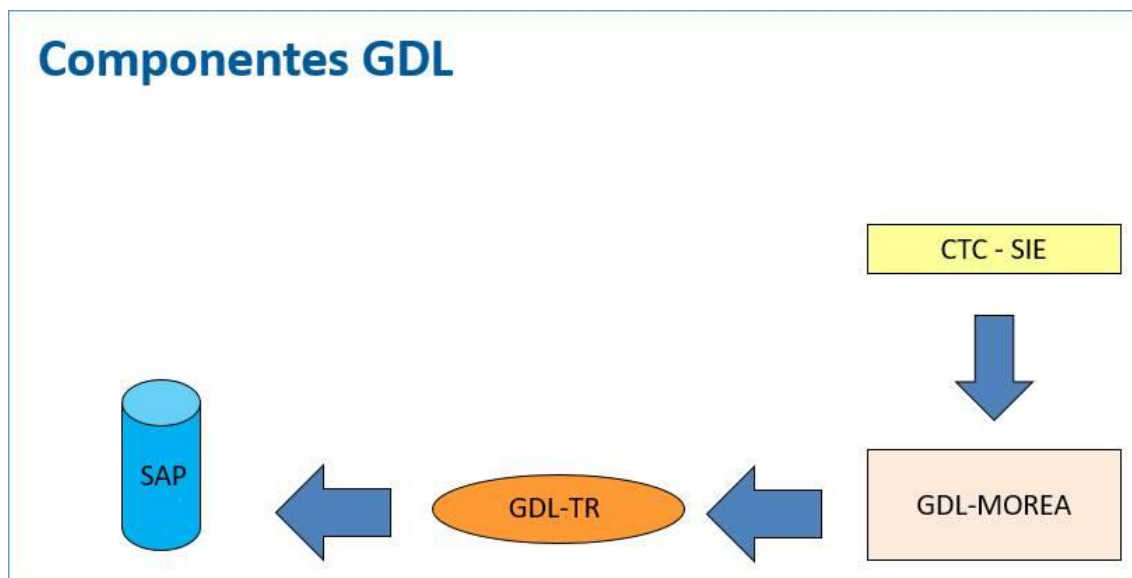 Componentes GDL
CTC - SIE
SAP
GDL-TR
GDL-MOREA